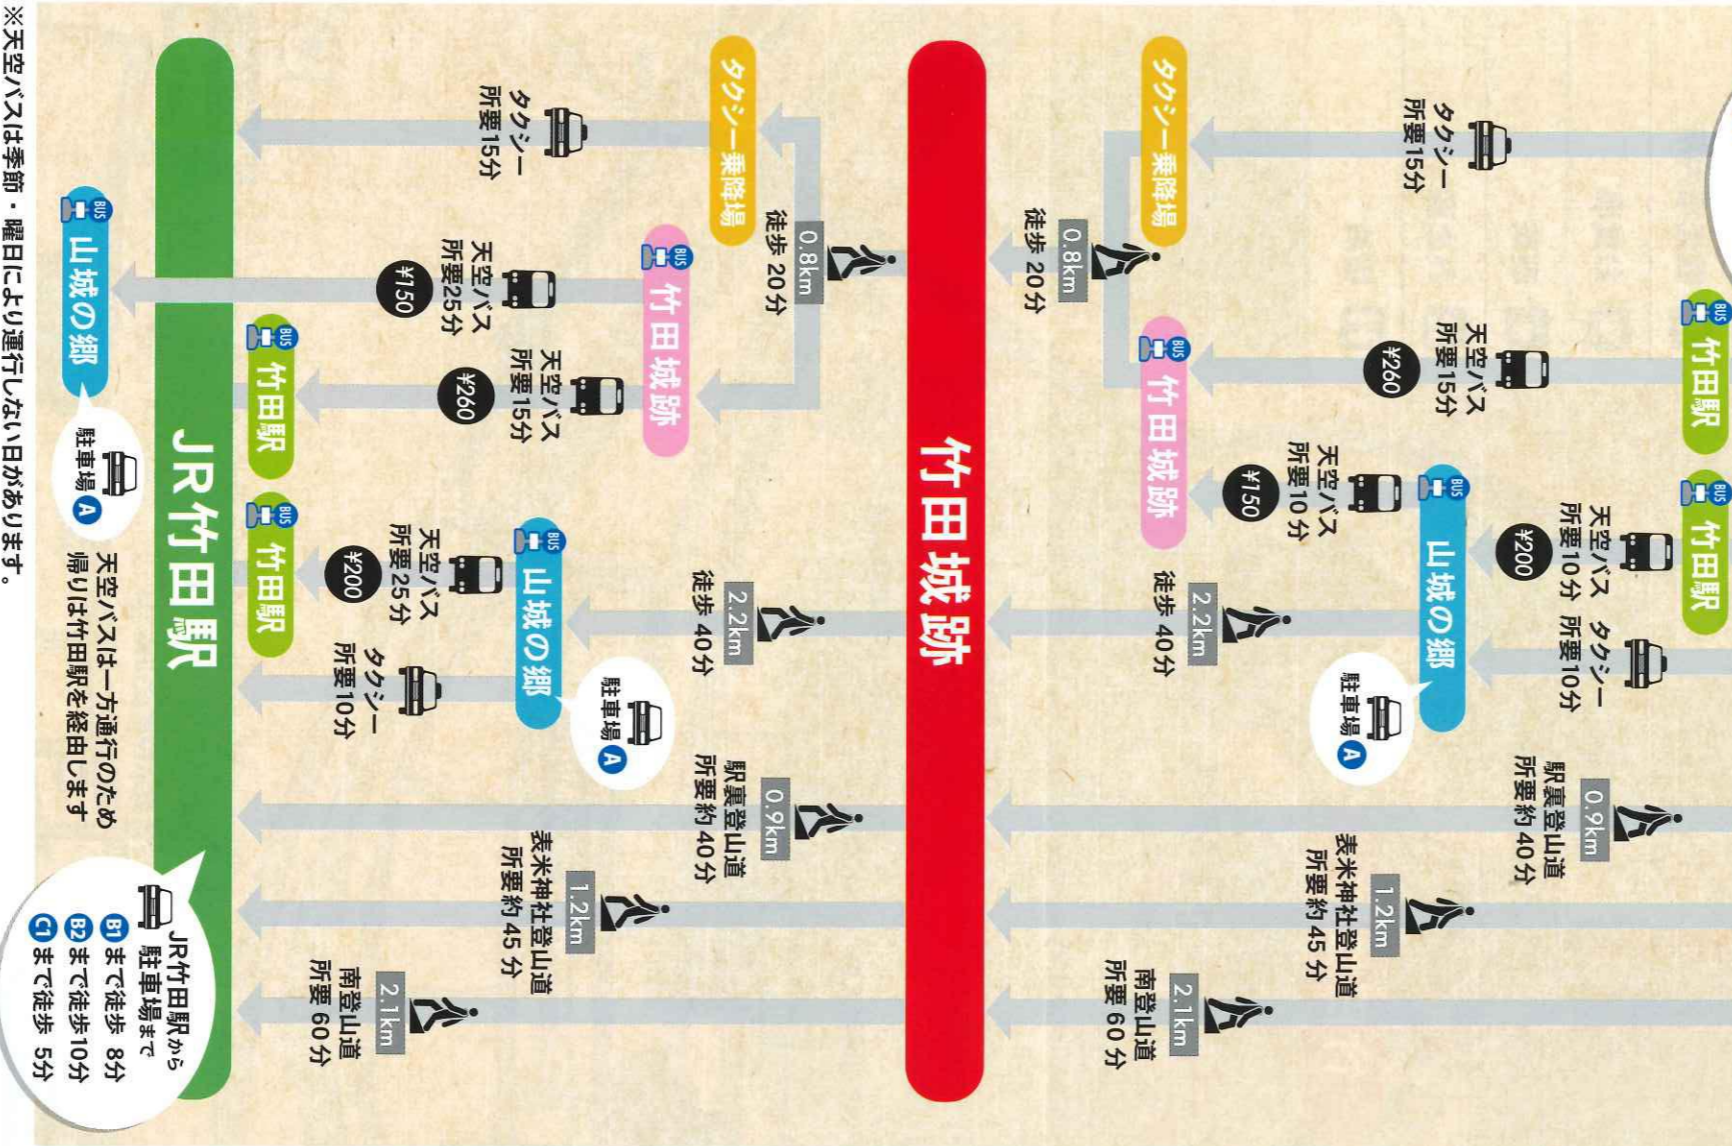 BUS 竹田駅
BUS 竹田駅
タクシー
所要15分
天空バス
所要15分
¥260
天空バス
所要10分
¥200
タクシー
所要10分
BUS 山城の郷
駐車場 A
天空バス
所要10分
¥150
タクシー乗降場
BUS 竹田城跡
0.8km
徒歩 20分
2.2km
徒歩 40分
0.9km
駅裏登山道
所要約40分
1.2km
表米神社登山道
所要約45分
2.1km
南登山道
所要60分
竹田城跡
0.8km
徒歩 20分
タクシー乗降場
BUS 竹田城跡
タクシー
所要15分
天空バス
所要25分
¥150
天空バス
所要15分
¥260
2.2km
徒歩 40分
BUS 山城の郷
駐車場 A
天空バス
所要25分
¥200
タクシー
所要10分
0.9km
駅裏登山道
所要約40分
1.2km
表米神社登山道
所要約45分
2.1km
南登山道
所要60分
BUS 竹田駅
BUS 竹田駅
JR竹田駅
BUS 山城の郷
駐車場 A
天空バスは一方通行のため
帰りは竹田駅を経由します
JR竹田駅から
駐車場まで
B1まで徒歩 8分
B2まで徒歩10分
C1まで徒歩 5分
※天空バスは季節・曜日により運行しない日があります。